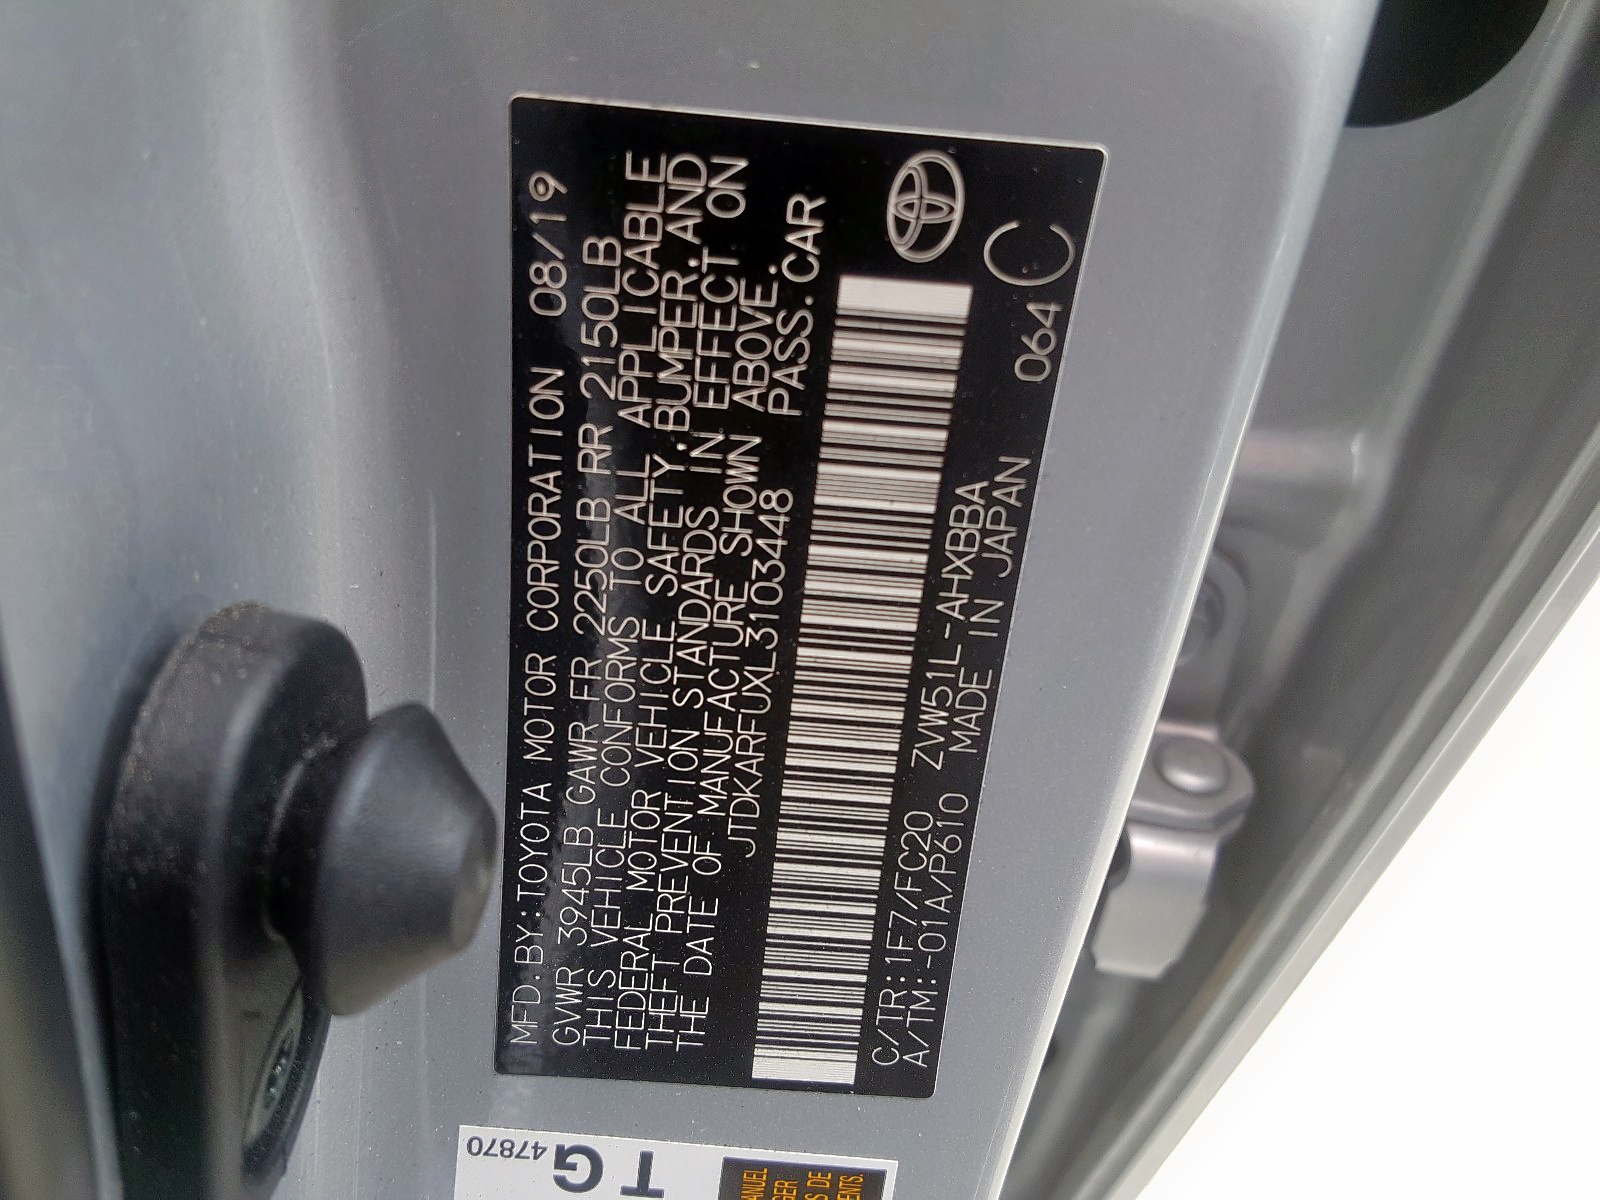 MFD.BY:TOYOTA MOTOR CORPORATION 08/19
GVWR 3945LB GAWR FR 2250LB RR 2150LB
THIS VEHICLE CONFORMS TO ALL APPLICABLE
FEDERAL MOTOR VEHICLE SAFETY,BUMPER,AND
THEFT PREVENTION STANDARDS IN EFFECT ON
THE DATE OF MANUFACTURE SHOWN ABOVE.
JTDKARFUXL3103448 PASS.CAR
C/TR:1F7/FC20 ZVW51L-AHXBBA 064 C
A/TM:-01A/P610 MADE IN JAPAN
47870
TG